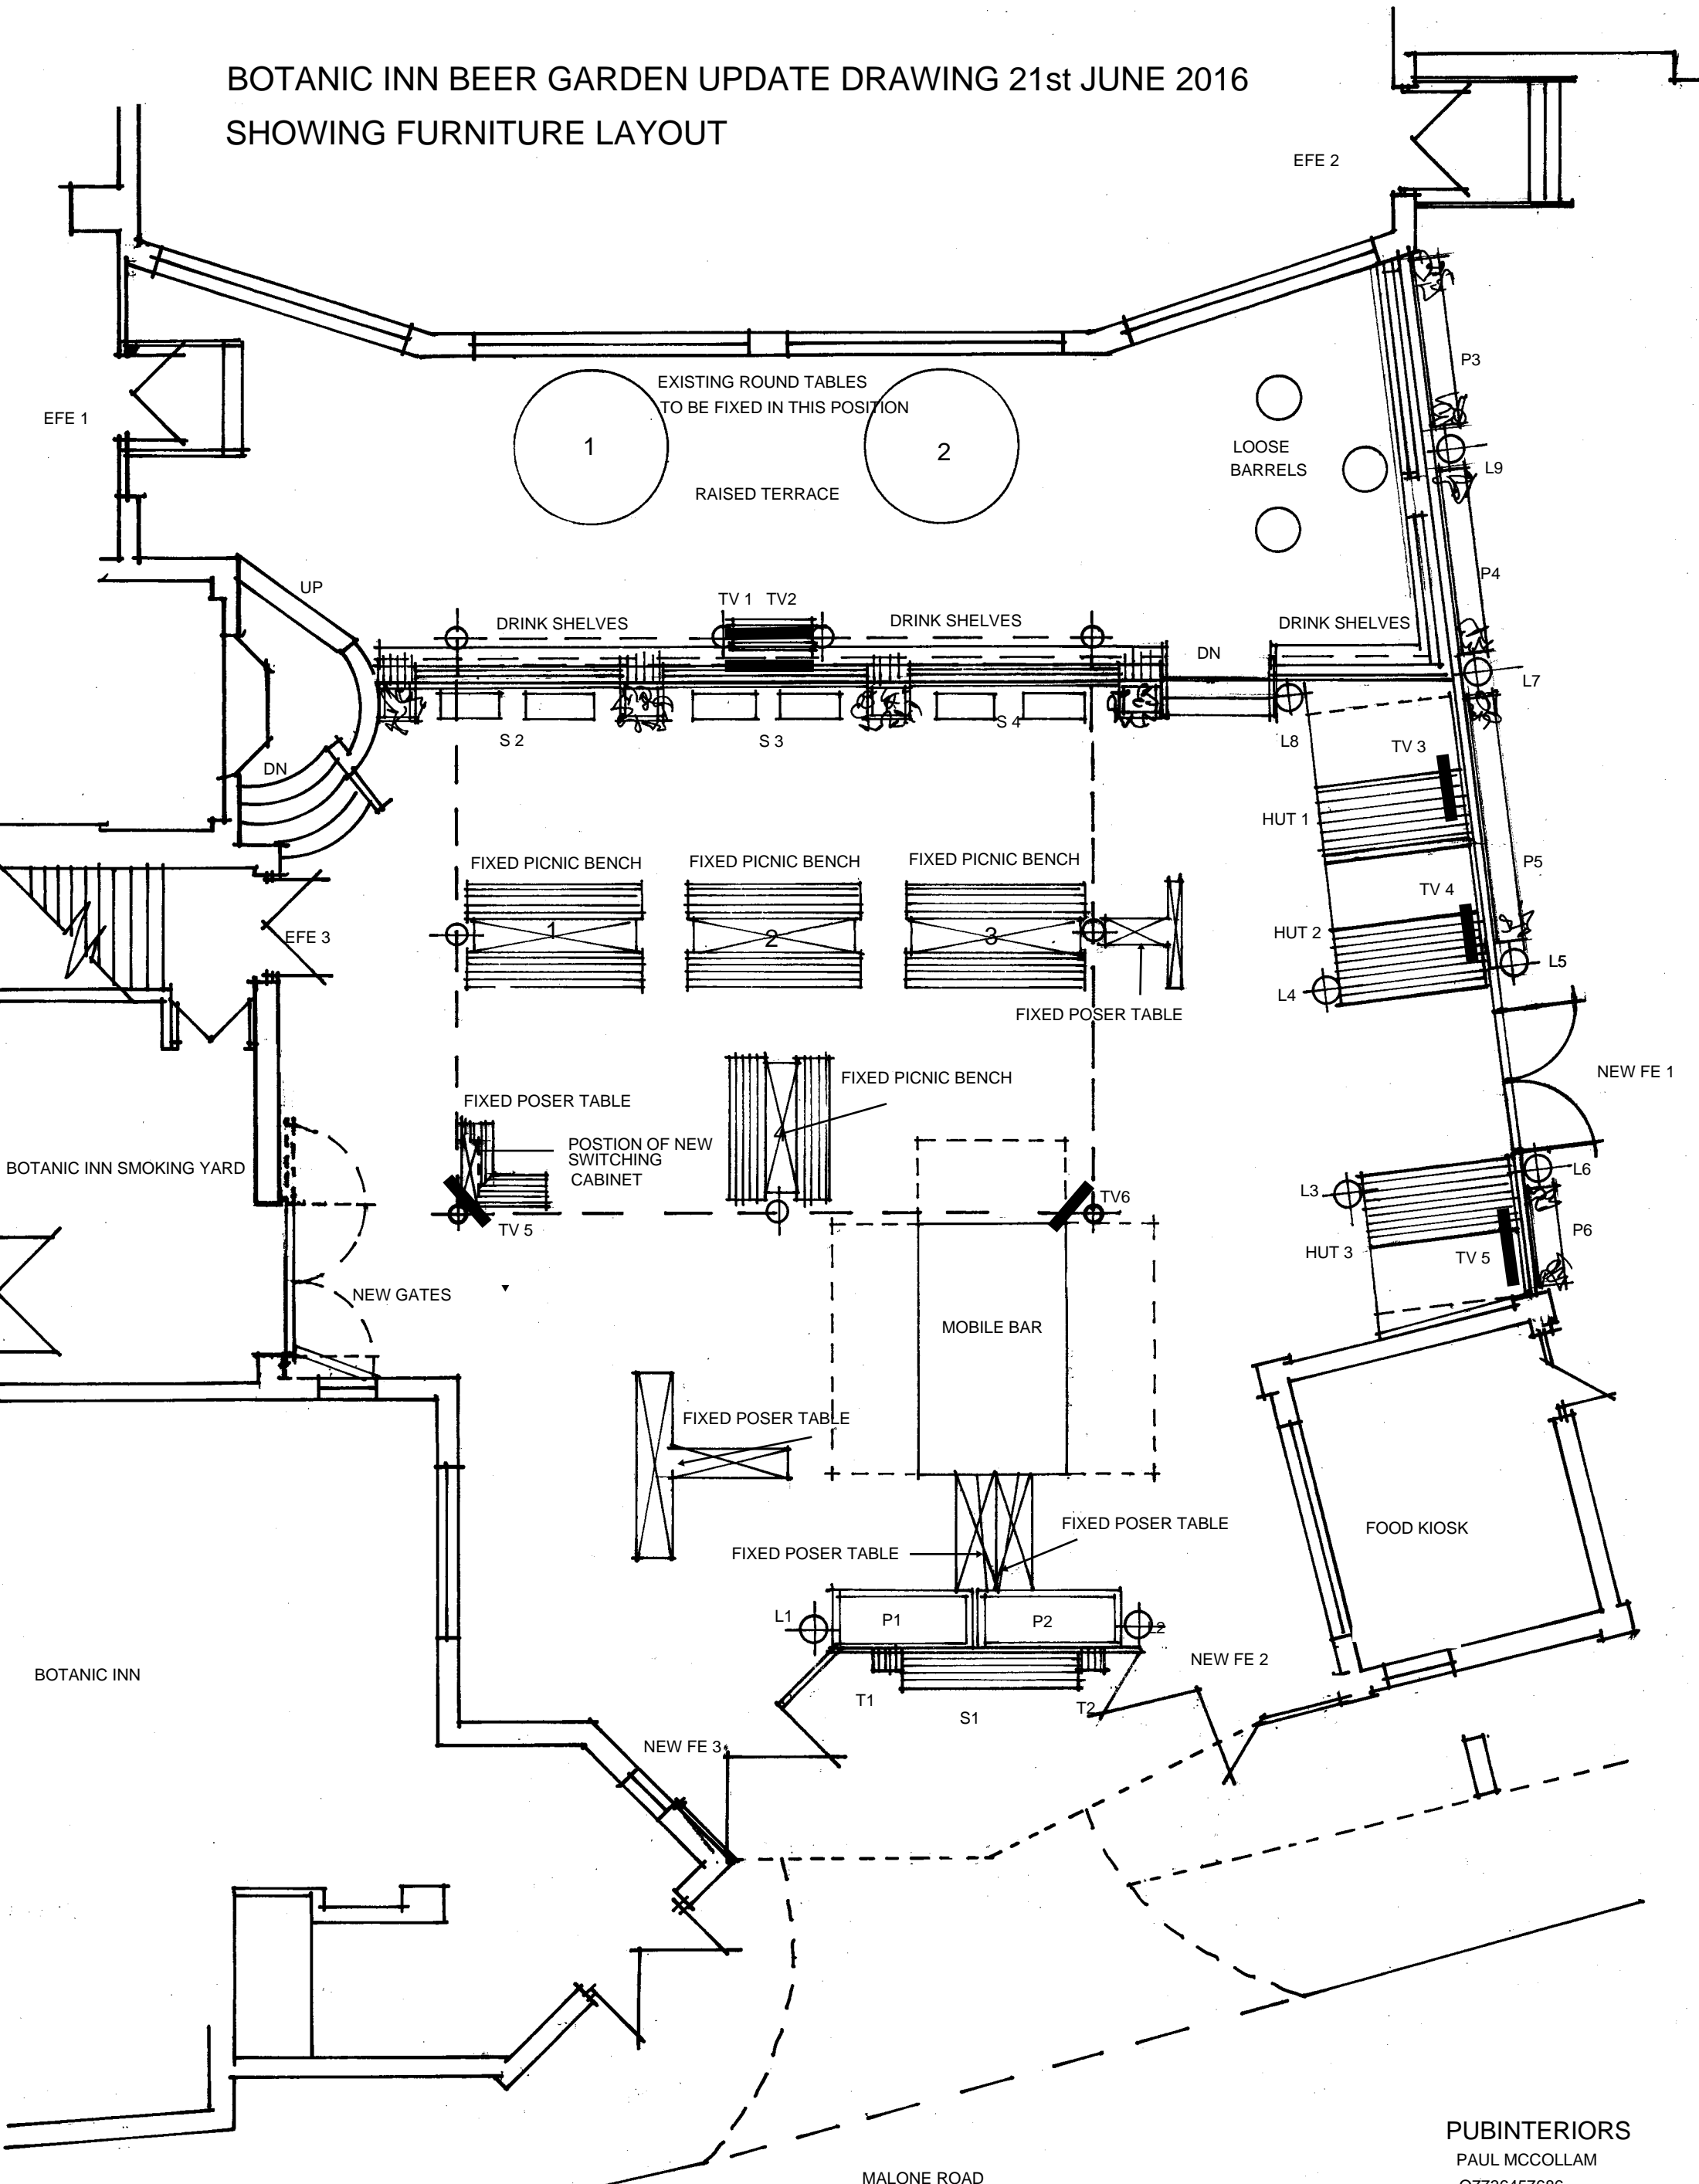 BOTANIC INN BEER GARDEN UPDATE DRAWING 21st JUNE 2016
SHOWING FURNITURE LAYOUT
EFE 2
EXISTING ROUND TABLES
TO BE FIXED IN THIS POSITION
P3
EFE 1
1
2
LOOSE
BARRELS
L9
RAISED TERRACE
P4
UP
TV 1 TV2
DRINK SHELVES
DRINK SHELVES
DRINK SHELVES
DN
L7
S 2
S 3
S 4
L8
TV 3
DN
HUT 1
FIXED PICNIC BENCH
FIXED PICNIC BENCH
FIXED PICNIC BENCH
P5
TV 4
1
2
3
EFE 3
HUT 2
L5
L4
FIXED POSER TABLE
NEW FE 1
FIXED PICNIC BENCH
4
FIXED POSER TABLE
POSTION OF NEW
SWITCHING
CABINET
BOTANIC INN SMOKING YARD
L6
L3
TV6
TV 5
P6
HUT 3
TV 5
NEW GATES
MOBILE BAR
FIXED POSER TABLE
FIXED POSER TABLE
FOOD KIOSK
FIXED POSER TABLE
L1
P1
P2
L2
NEW FE 2
BOTANIC INN
T1
T2
S1
NEW FE 3
PUBINTERIORS
PAUL MCCOLLAM
MALONE ROAD